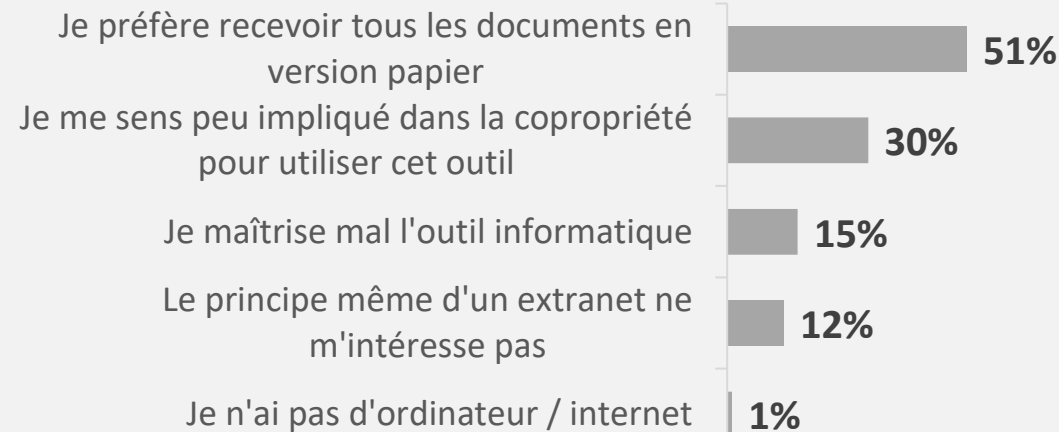 Je préfère recevoir tous les documents en
version papier
51%
Je me sens peu impliqué dans la copropriété
pour utiliser cet outil
30%
Je maîtrise mal l'outil informatique
15%
Le principe même d'un extranet ne
m'intéresse pas
12%
Je n'ai pas d'ordinateur / internet
1%